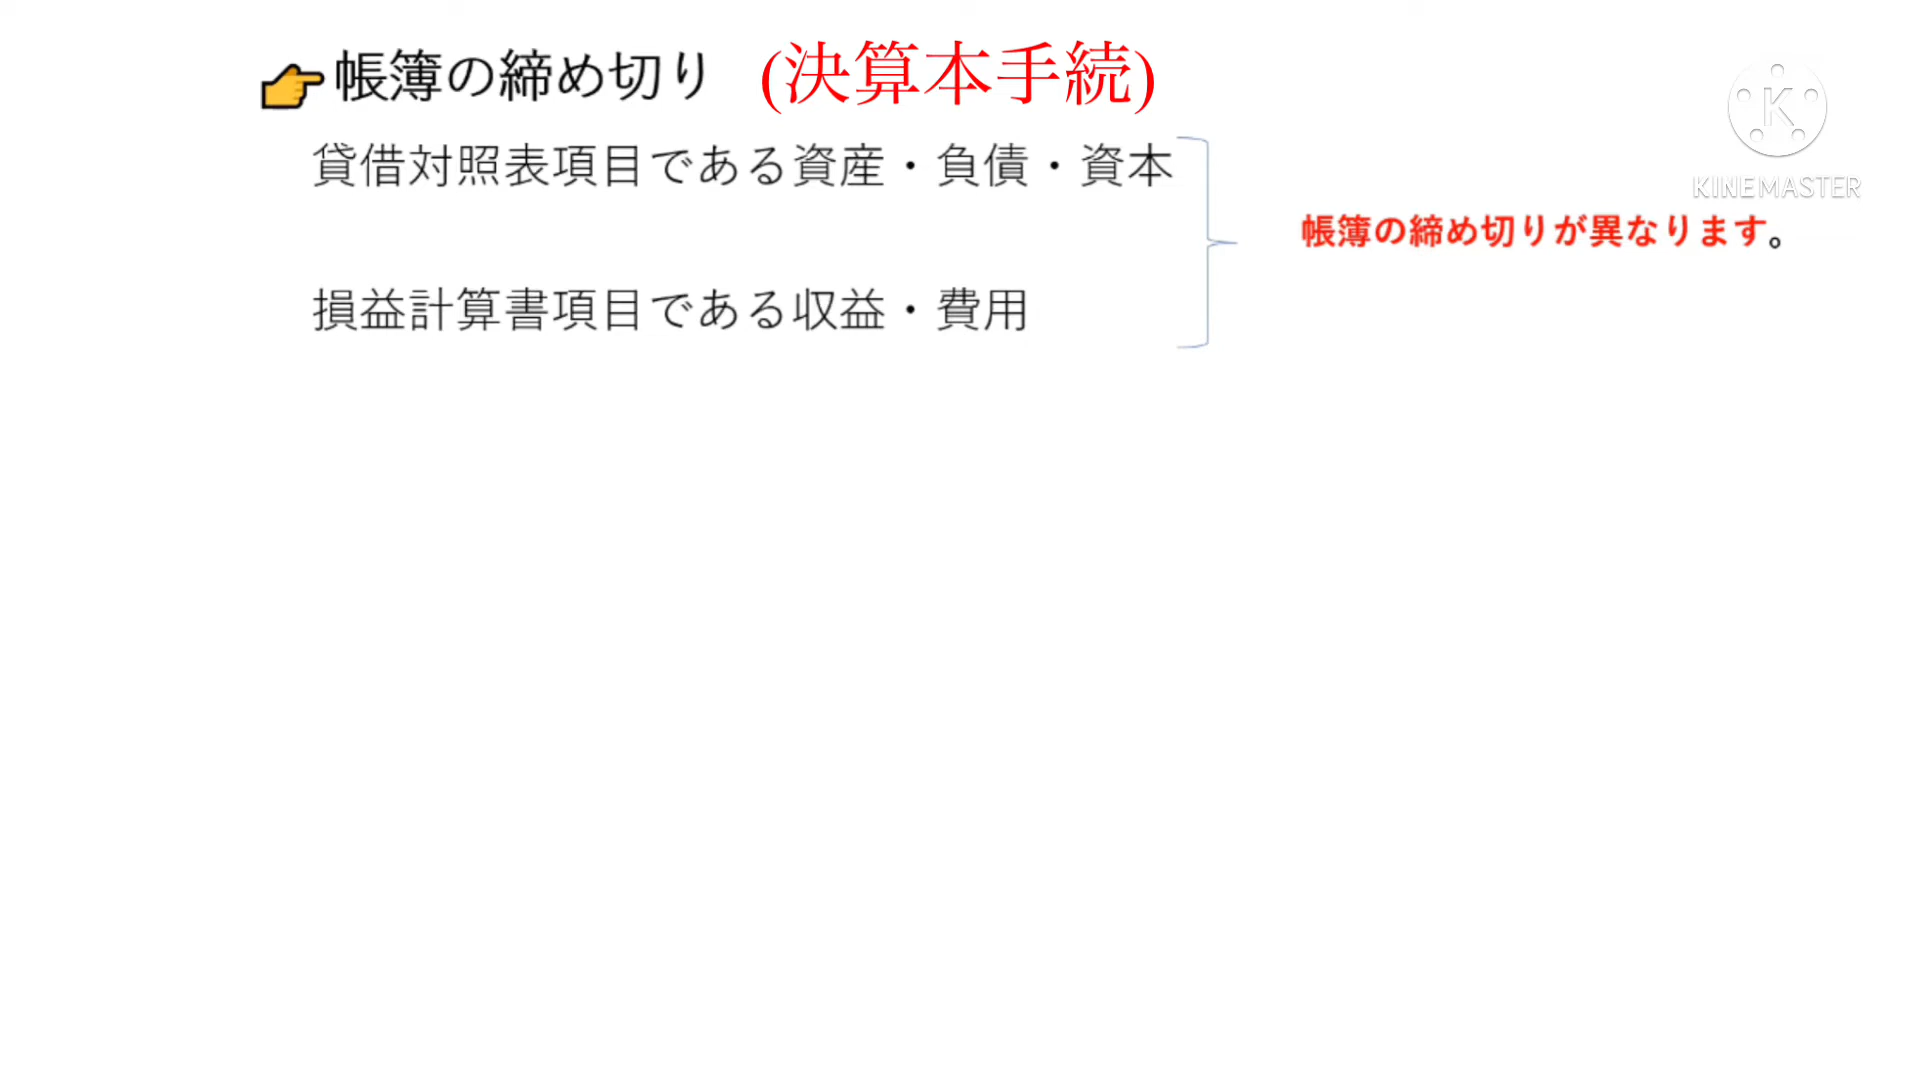 👉帳簿の締め切り (決算本手続)
貸借対照表項目である資産・負債・資本
帳簿の締め切りが異なります。
損益計算書項目である収益・費用
K
KINEMASTER